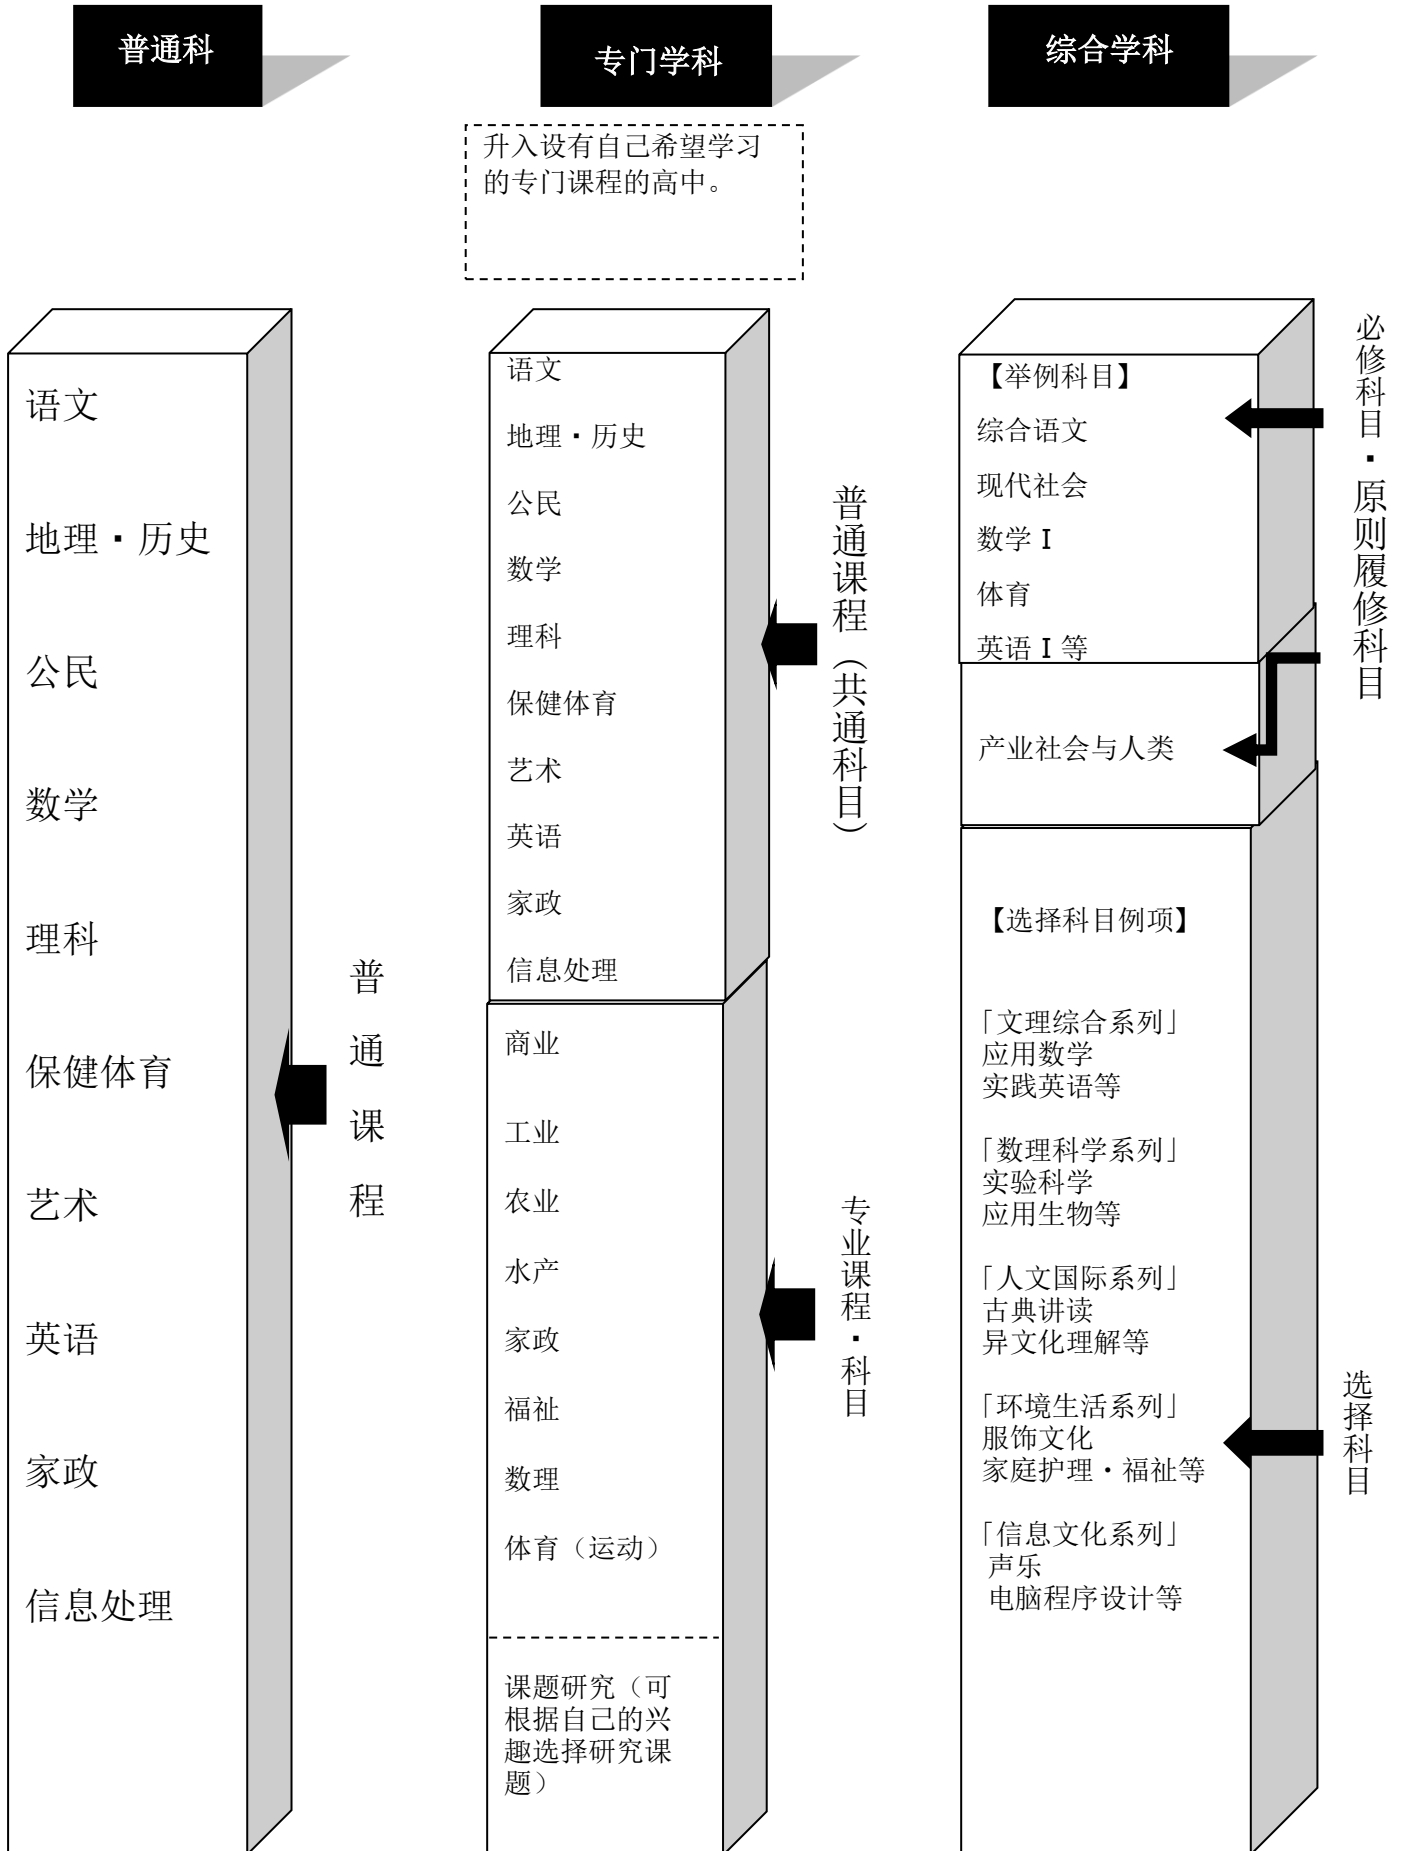 普通科
专门学科
综合学科
升入设有自己希望学习
的专门课程的高中。
语文
地理・历史
公民
数学
理科
保健体育
艺术
英语
家政
信息处理
普通课程
语文
地理・历史
公民
数学
理科
保健体育
艺术
英语
家政
信息处理
普通课程（共通科目）
商业
工业
农业
水产
家政
福祉
数理
体育（运动）
课题研究（可
根据自己的兴
趣选择研究课
题）
专业课程・科目
【举例科目】
综合语文
现代社会
数学 I
体育
英语 I 等
产业社会与人类
必修科目・原则履修科目
【选择科目例项】
「文理综合系列」
应用数学
实践英语等
「数理科学系列」
实验科学
应用生物等
「人文国际系列」
古典讲读
异文化理解等
「环境生活系列」
服饰文化
家庭护理・福祉等
「信息文化系列」
声乐
电脑程序设计等
选择科目